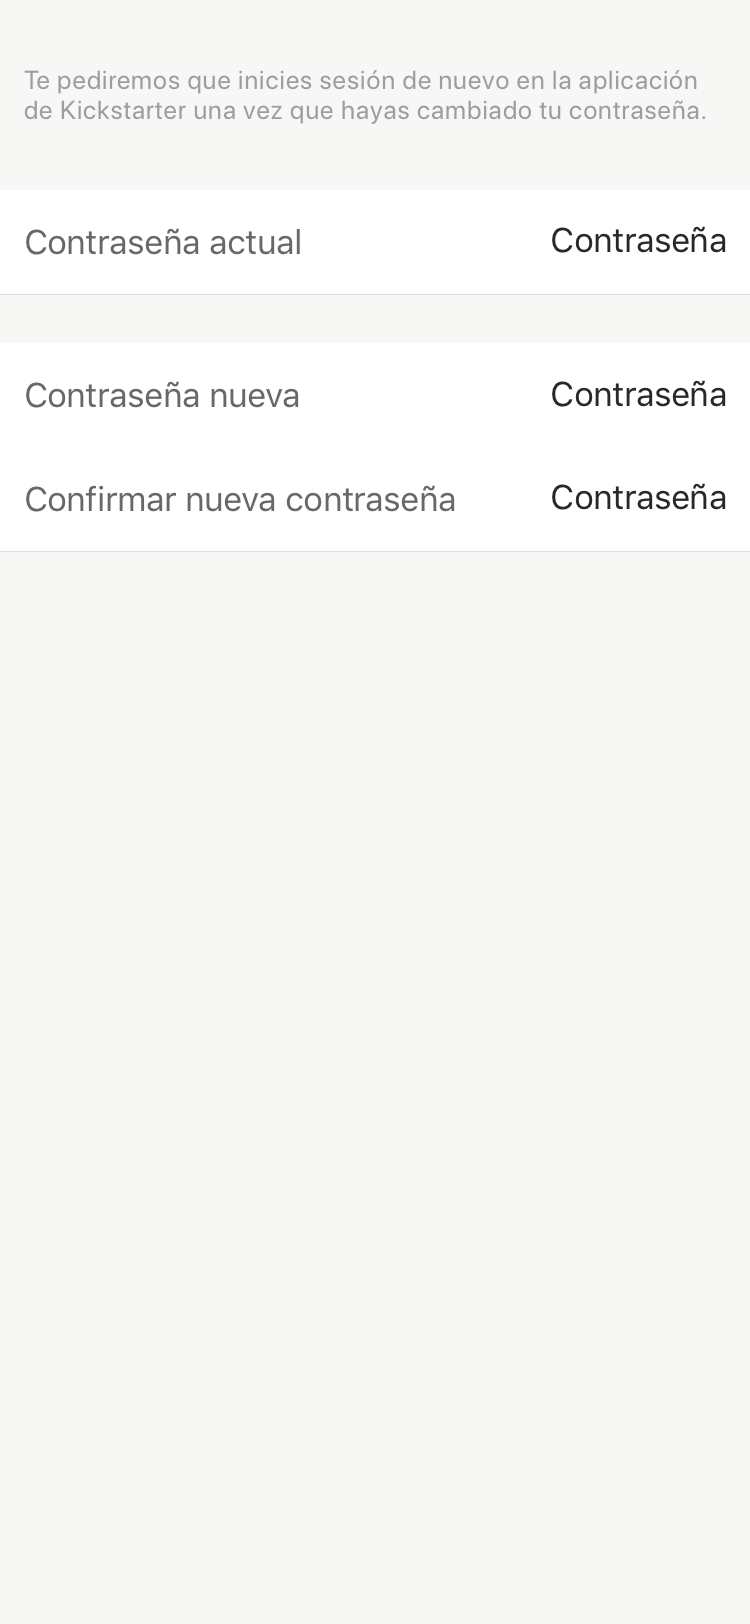 Te pediremos que inicies sesión de nuevo en la aplicación
de Kickstarter una vez que hayas cambiado tu contraseña.
Contraseña actual Contraseña
Contraseña nueva Contraseña
Confirmar nueva contraseña Contraseña